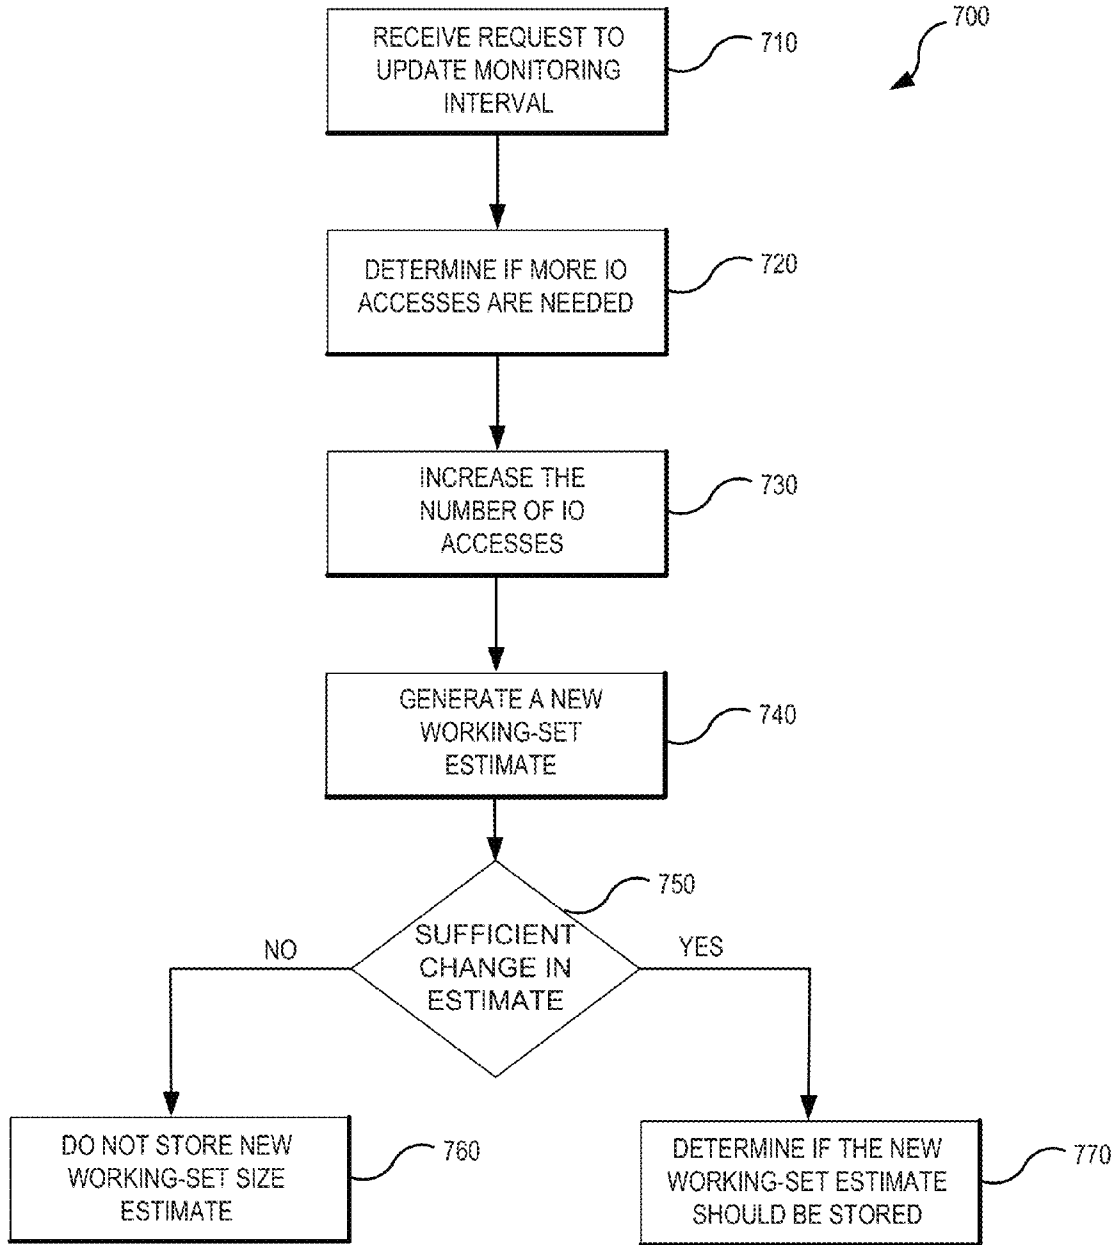 700
RECEIVE REQUEST TO
UPDATE MONITORING
INTERVAL
710
DETERMINE IF MORE IO
ACCESSES ARE NEEDED
720
INCREASE THE
NUMBER OF IO
ACCESSES
730
GENERATE A NEW
WORKING-SET
ESTIMATE
740
750
SUFFICIENT
CHANGE IN
ESTIMATE
NO
YES
DO NOT STORE NEW
WORKING-SET SIZE
ESTIMATE
760
DETERMINE IF THE NEW
WORKING-SET ESTIMATE
SHOULD BE STORED
770